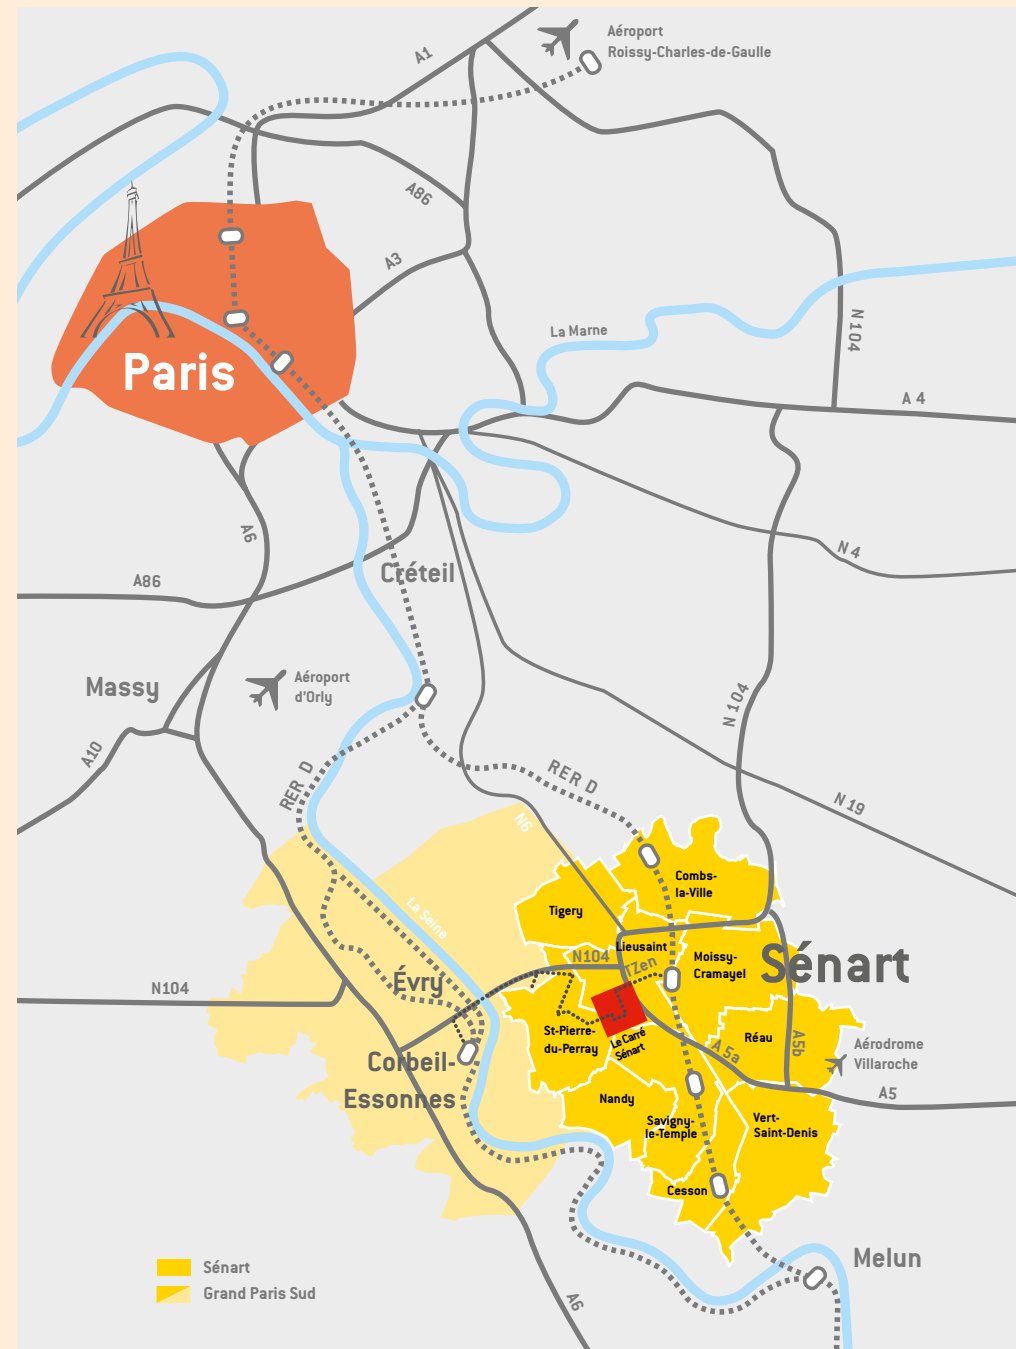 Aéroport
Roissy-Charles-de-Gaulle
A1
A86
A3
La Marne
N 104
Paris
A 4
A6
N 4
Créteil
A86
Massy
Aéroport
d'Orly
N 104
A10
RER D
RER D
N 19
N6
Combs-
la-Ville
La Seine
Tigery
Lieusaint
Moissy-
Cramayel
Sénart
N104
TZen
Évry
N104
St-Pierre-
du-Perray
Le Carré
Sénart
Réau
A 5a
A5b
Aérodrome
Villaroche
Corbeil-
Essonnes
A5
Nandy
Savigny-
le-Temple
Vert-
Saint-Denis
Cesson
Melun
Sénart
Grand Paris Sud
A6